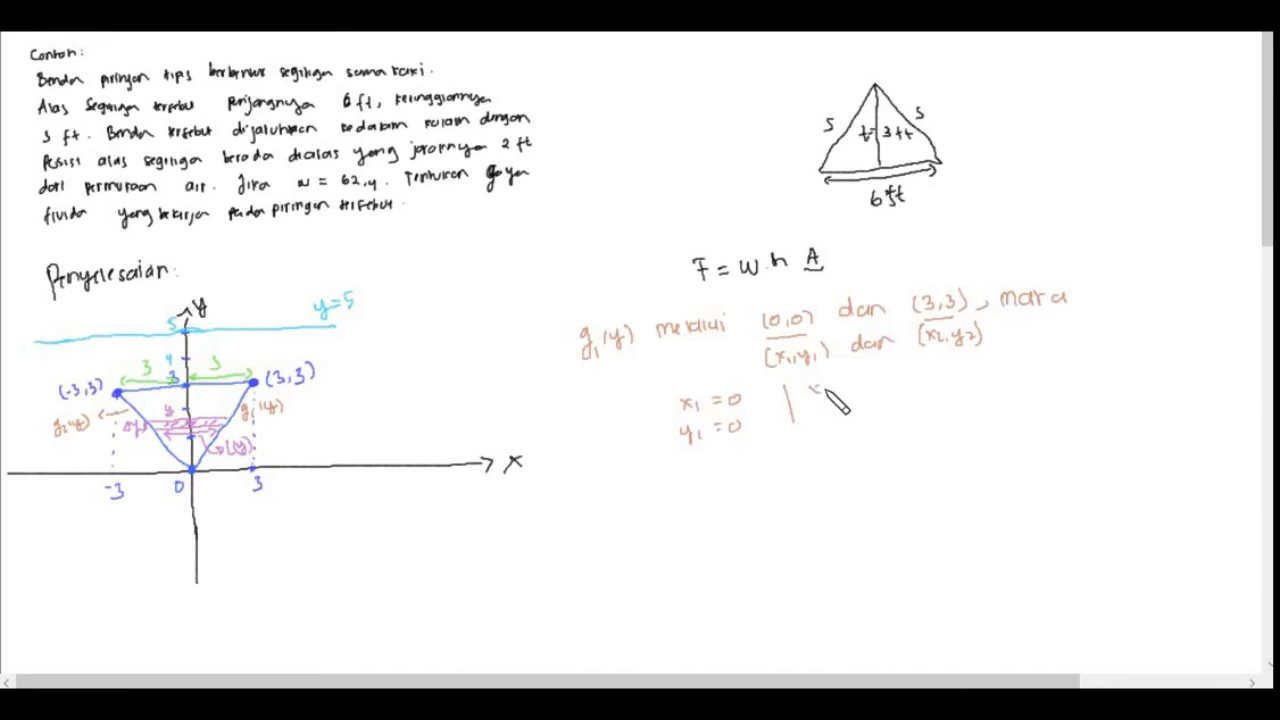 Contoh:
Benda piringan tipis berbentuk segitiga sama kaki.
Alas segitiga tersebut panjangnya 6 ft, ketinggiannya
3 ft. Benda tersebut dijatuhkan kedalam kolam dengan
posisi alas segitiga berada diatas yang jaraknya 2 ft
dari permukaan air. Jika w = 62,4. Tentukan gaya
fluida yang bekerja pada piringan tersebut.
5
5
t= 3ft
6 ft
Penyelesaian:
F = w.h A
g₁(y) melalui (0,0) dan (3,3), maka
(x₁,y₁) dan (x₂,y₂)
x₁ = 0
y₁ = 0
y
y=5
5
4
3
3
3
(-3,3)
(3,3)
g₂(y)
g₁(y)
Δy
L(y)
x
-3
0
3